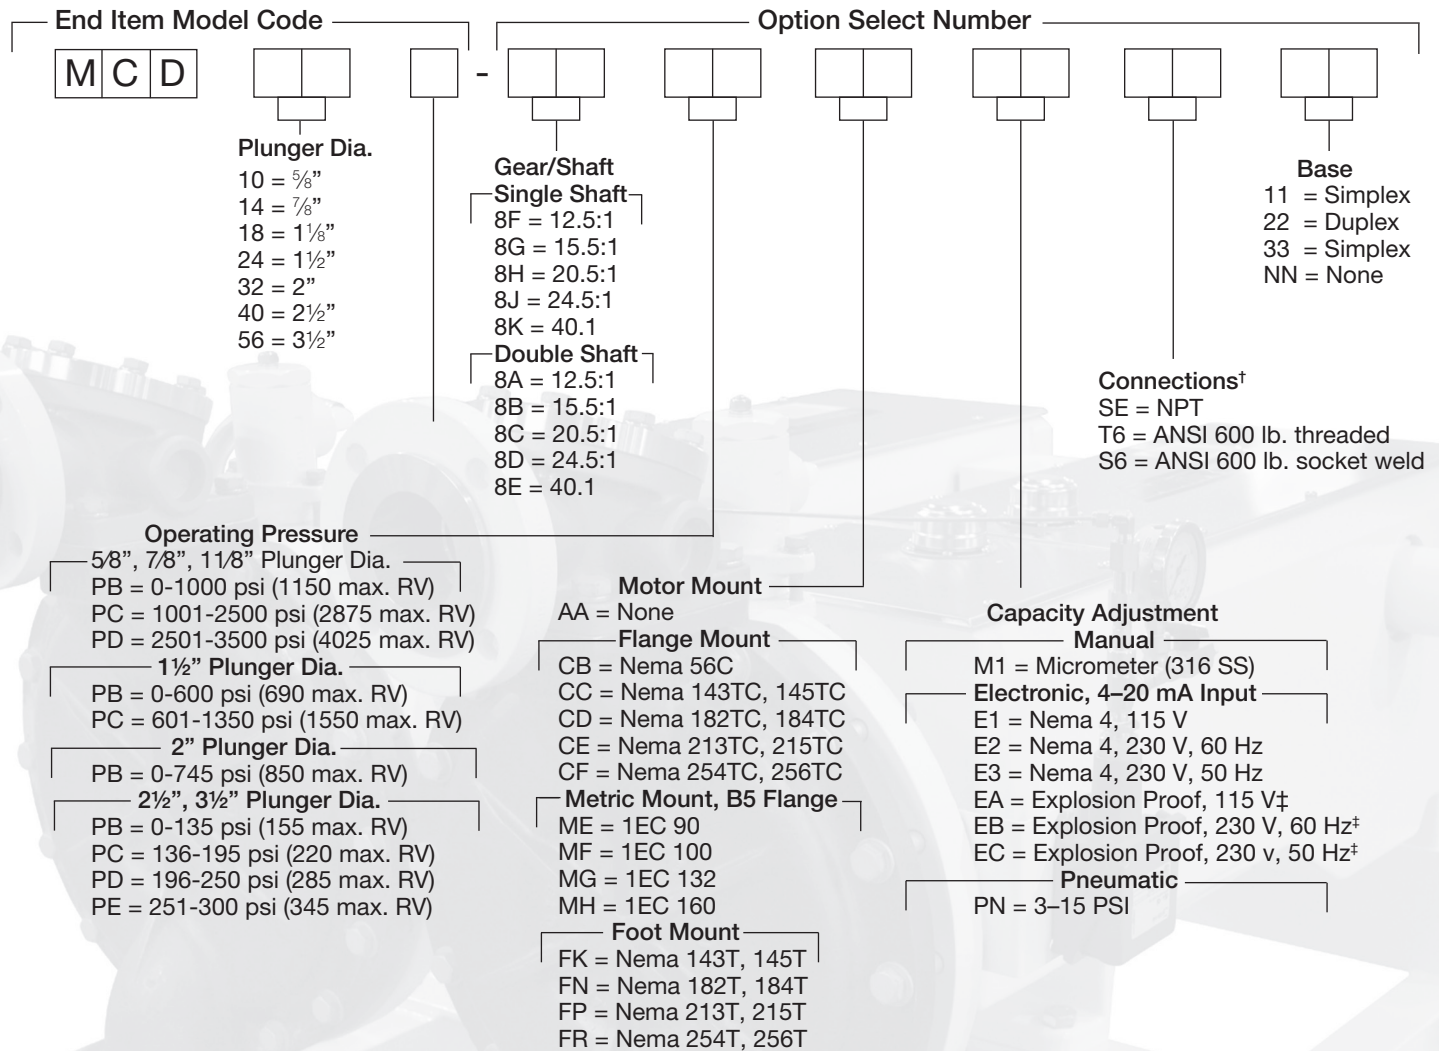 End Item Model Code
Option Select Number
M C D
-
Plunger Dia.
10 = 5⁄8”
14 = 7⁄8”
18 = 11⁄8”
24 = 11⁄2”
32 = 2”
40 = 21⁄2”
56 = 31⁄2”
Gear/Shaft
Single Shaft
8F = 12.5:1
8G = 15.5:1
8H = 20.5:1
8J = 24.5:1
8K = 40.1
Double Shaft
8A = 12.5:1
8B = 15.5:1
8C = 20.5:1
8D = 24.5:1
8E = 40.1
Base
11 = Simplex
22 = Duplex
33 = Simplex
NN = None
Connections†
SE = NPT
T6 = ANSI 600 lb. threaded
S6 = ANSI 600 lb. socket weld
Operating Pressure
5⁄8”, 7⁄8”, 11⁄8” Plunger Dia.
PB = 0-1000 psi (1150 max. RV)
PC = 1001-2500 psi (2875 max. RV)
PD = 2501-3500 psi (4025 max. RV)
1½” Plunger Dia.
PB = 0-600 psi (690 max. RV)
PC = 601-1350 psi (1550 max. RV)
2” Plunger Dia.
PB = 0-745 psi (850 max. RV)
2½”, 3½” Plunger Dia.
PB = 0-135 psi (155 max. RV)
PC = 136-195 psi (220 max. RV)
PD = 196-250 psi (285 max. RV)
PE = 251-300 psi (345 max. RV)
Motor Mount
AA = None
Flange Mount
CB = Nema 56C
CC = Nema 143TC, 145TC
CD = Nema 182TC, 184TC
CE = Nema 213TC, 215TC
CF = Nema 254TC, 256TC
Metric Mount, B5 Flange
ME = 1EC 90
MF = 1EC 100
MG = 1EC 132
MH = 1EC 160
Foot Mount
FK = Nema 143T, 145T
FN = Nema 182T, 184T
FP = Nema 213T, 215T
FR = Nema 254T, 256T
Capacity Adjustment
Manual
M1 = Micrometer (316 SS)
Electronic, 4–20 mA Input
E1 = Nema 4, 115 V
E2 = Nema 4, 230 V, 60 Hz
E3 = Nema 4, 230 V, 50 Hz
EA = Explosion Proof, 115 V‡
EB = Explosion Proof, 230 V, 60 Hz‡
EC = Explosion Proof, 230 v, 50 Hz‡
Pneumatic
PN = 3–15 PSI